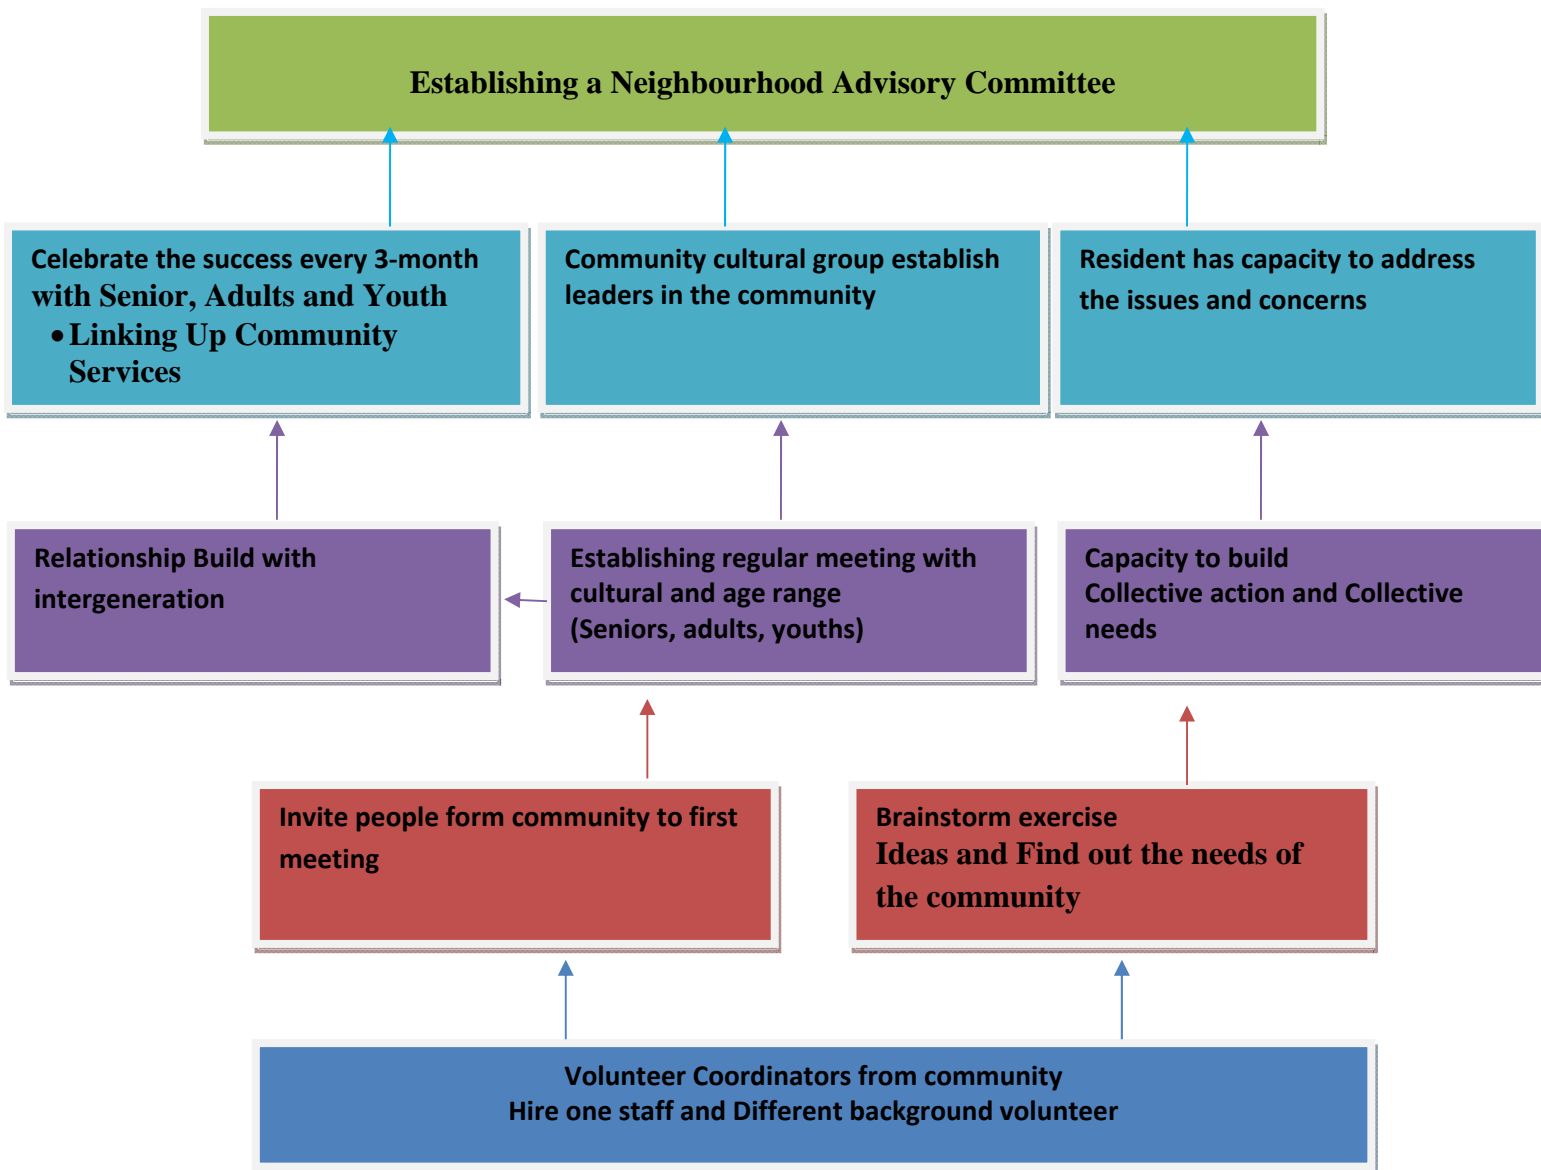 Establishing a Neighbourhood Advisory Committee
Celebrate the success every 3-month
with Senior, Adults and Youth
• Linking Up Community
Services
Community cultural group establish
leaders in the community
Resident has capacity to address
the issues and concerns
Relationship Build with
intergeneration
Establishing regular meeting with
cultural and age range
(Seniors, adults, youths)
Capacity to build
Collective action and Collective
needs
Invite people form community to first
meeting
Brainstorm exercise
Ideas and Find out the needs of
the community
Volunteer Coordinators from community
Hire one staff and Different background volunteer